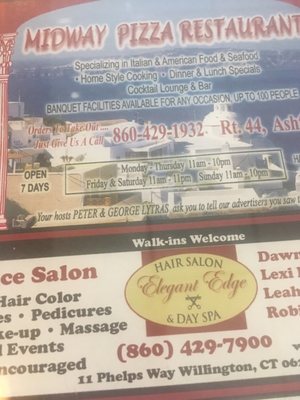 MIDWAY PIZZA RESTAURANT
Specializing in Italian & American Food & Seafood
• Home Style Cooking • Dinner & Lunch Specials
Cocktail Lounge & Bar
BANQUET FACILITIES AVAILABLE FOR ANY OCCASION, UP TO 100 PEOPLE
Orders To Take Out....
Just Give Us A Call
860-429-1932 Rt. 44, Ash
OPEN
7 DAYS
Monday - Thursday 11am - 10pm
Friday & Saturday 11am - 11pm Sunday 11am - 10pm
Your hosts PETER & GEORGE LYTRAS ask you to tell our advertisers you saw
Walk-ins Welcome
ce Salon
Hair Color
es • Pedicures
ke-up • Massage
l Events
ncouraged
HAIR SALON
Elegant Edge
& DAY SPA
Dawn
Lexi
Leah
Rob
(860) 429-7900
11 Phelps Way Willington, CT 06